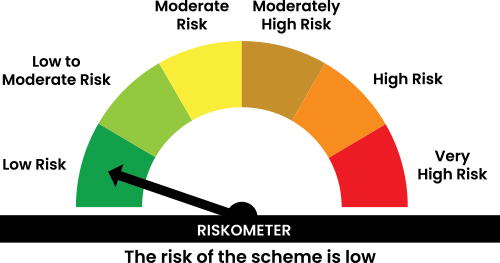 Moderate
Risk
Moderately
High Risk
Low to
Moderate Risk
High Risk
Low Risk
Very
High Risk
RISKOMETER
The risk of the scheme is low